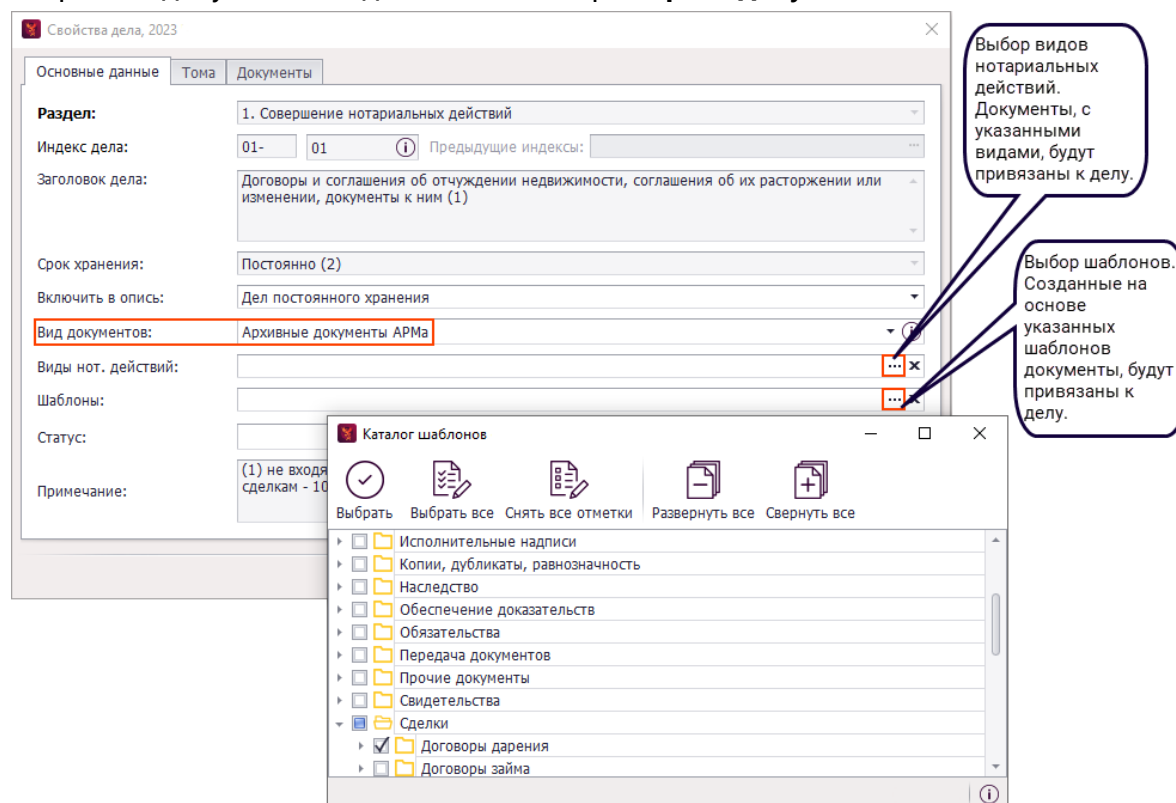 Свойства дела, 2023
Основные данные Тома Документы
Раздел: 1. Совершение нотариальных действий
Индекс дела: 01- 01 Предыдущие индексы:
Заголовок дела: Договоры и соглашения об отчуждении недвижимости, соглашения об их расторжении или
изменении, документы к ним (1)
Срок хранения: Постоянно (2)
Включить в опись: Дел постоянного хранения
Вид документов: Архивные документы АРМа
Виды нот. действий:
Шаблоны:
Статус:
Примечание: (1) не входя
сделкам - 10
Выбор видов
нотариальных
действий.
Документы, с
указанными
видами, будут
привязаны к делу.
Выбор шаблонов.
Созданные на
основе
указанных
шаблонов
документы, будут
привязаны к
делу.
Каталог шаблонов
Выбрать Выбрать все Снять все отметки Развернуть все Свернуть все
Исполнительные надписи
Копии, дубликаты, равнозначность
Наследство
Обеспечение доказательств
Обязательства
Передача документов
Прочие документы
Свидетельства
Сделки
Договоры дарения
Договоры займа